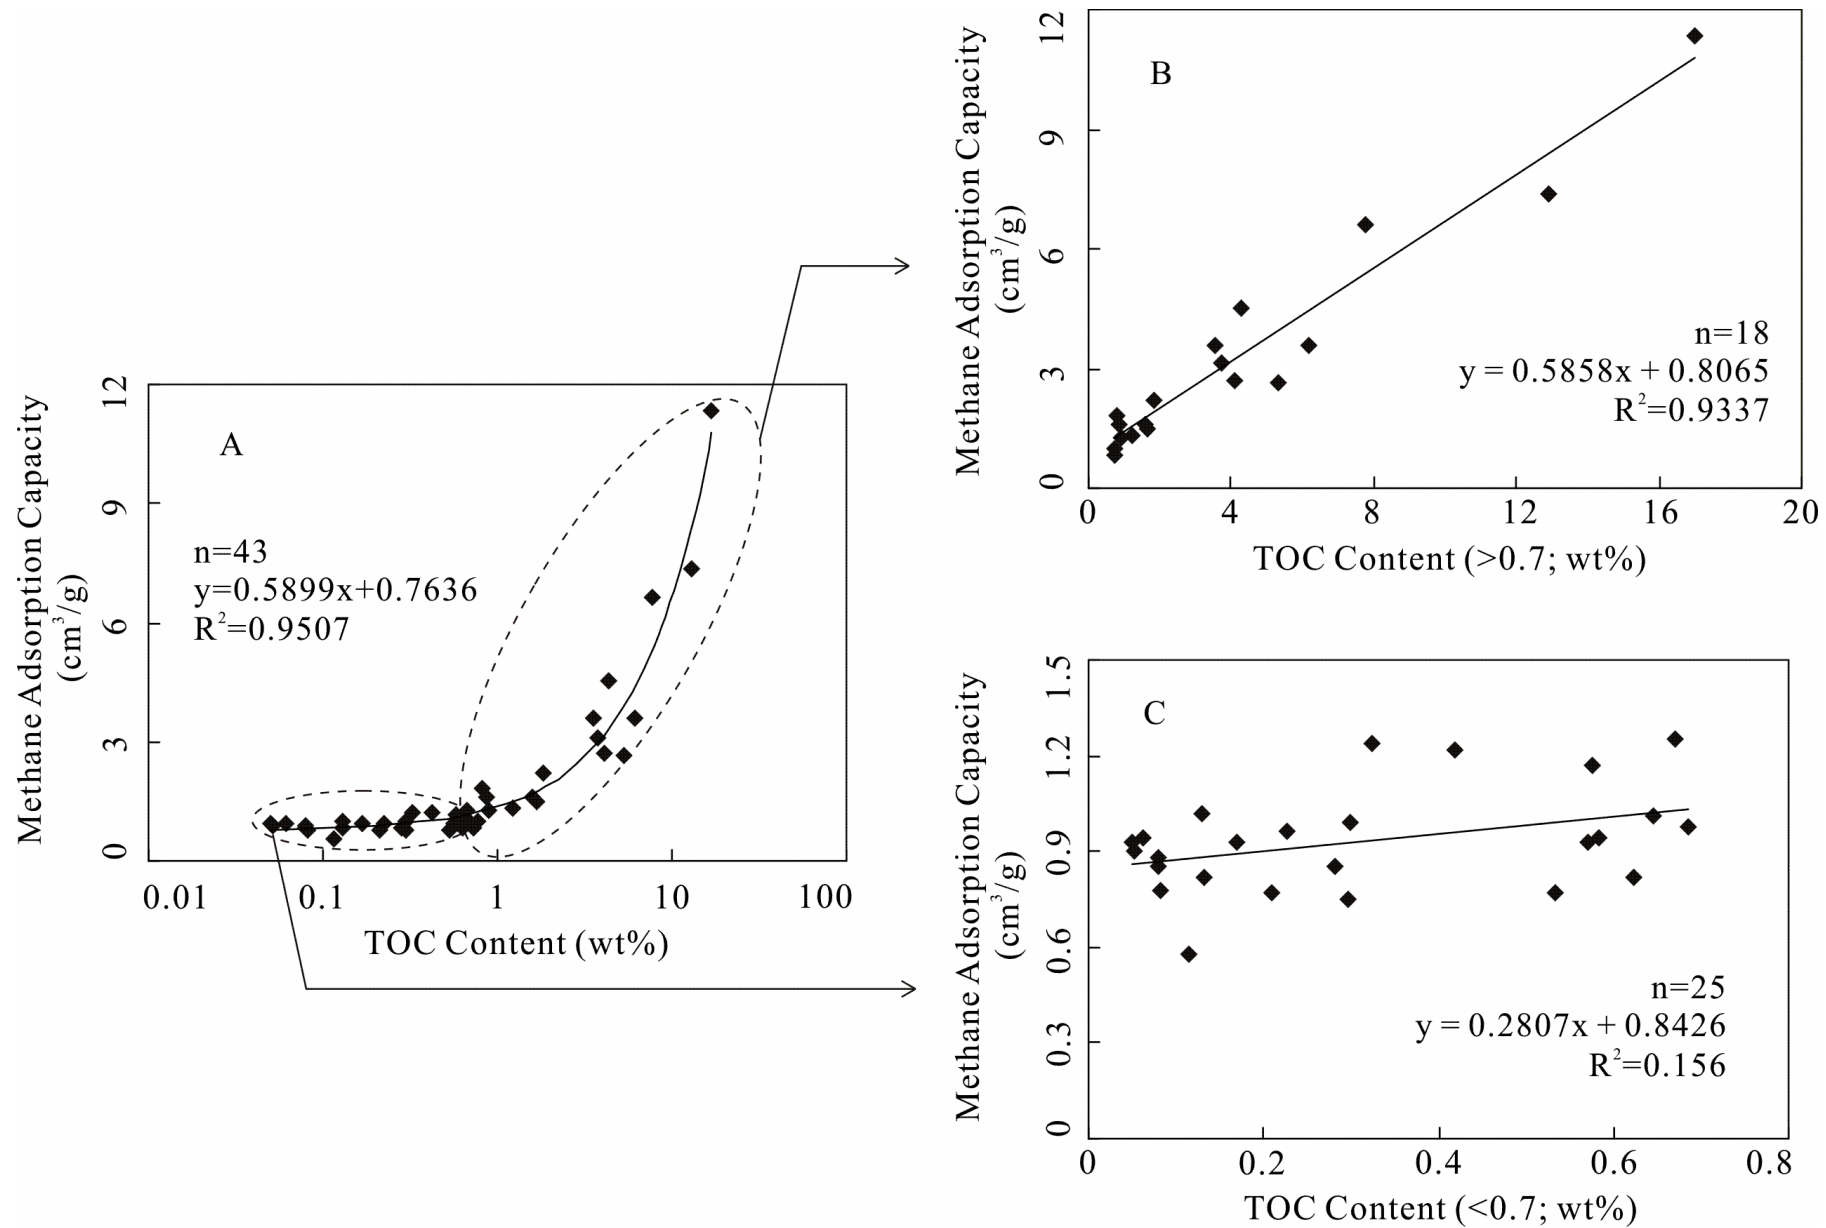 Methane Adsorption Capacity
(cm³/g)
12
9
6
3
0
A
n=43
y=0.5899x+0.7636
R²=0.9507
0.01 0.1 1 10 100
TOC Content (wt%)
Methane Adsorption Capacity
(cm³/g)
12
9
6
3
0
B
n=18
y = 0.5858x + 0.8065
R²=0.9337
0 4 8 12 16 20
TOC Content (>0.7; wt%)
Methane Adsorption Capacity
(cm³/g)
1.5
1.2
0.9
0.6
0.3
0
C
n=25
y = 0.2807x + 0.8426
R²=0.156
0 0.2 0.4 0.6 0.8
TOC Content (<0.7; wt%)